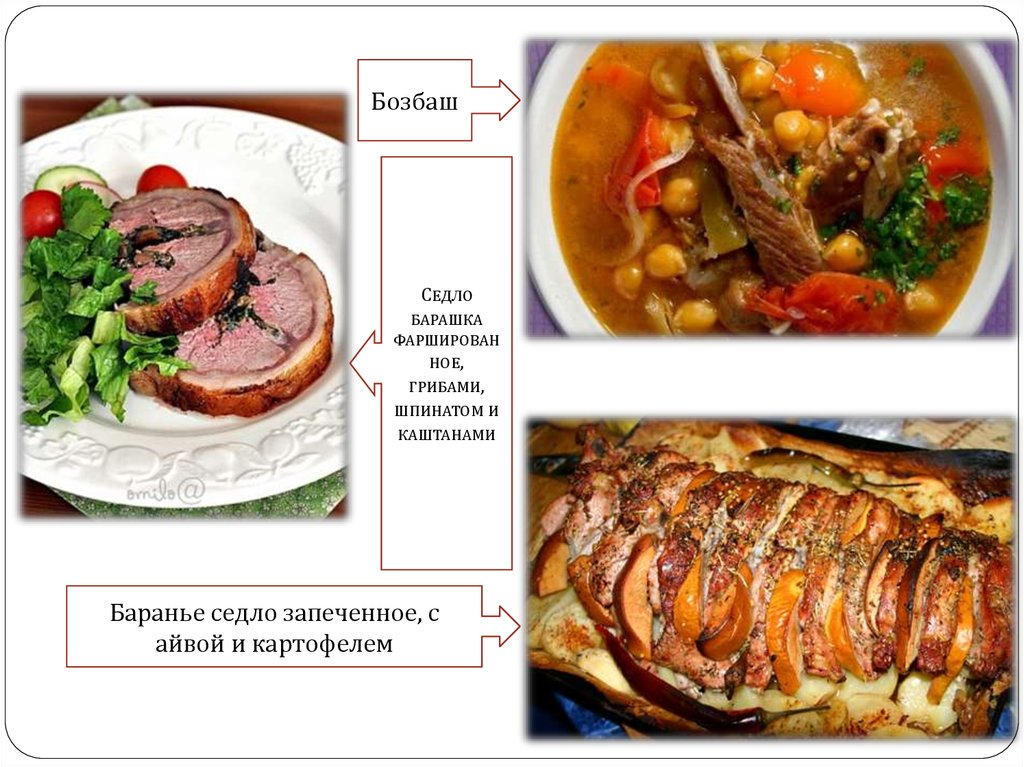 Бозбаш
Седло
барашка
фарширован
ное,
грибами,
шпинатом и
каштанами
omilo@
Баранье седло запеченное, с
айвой и картофелем